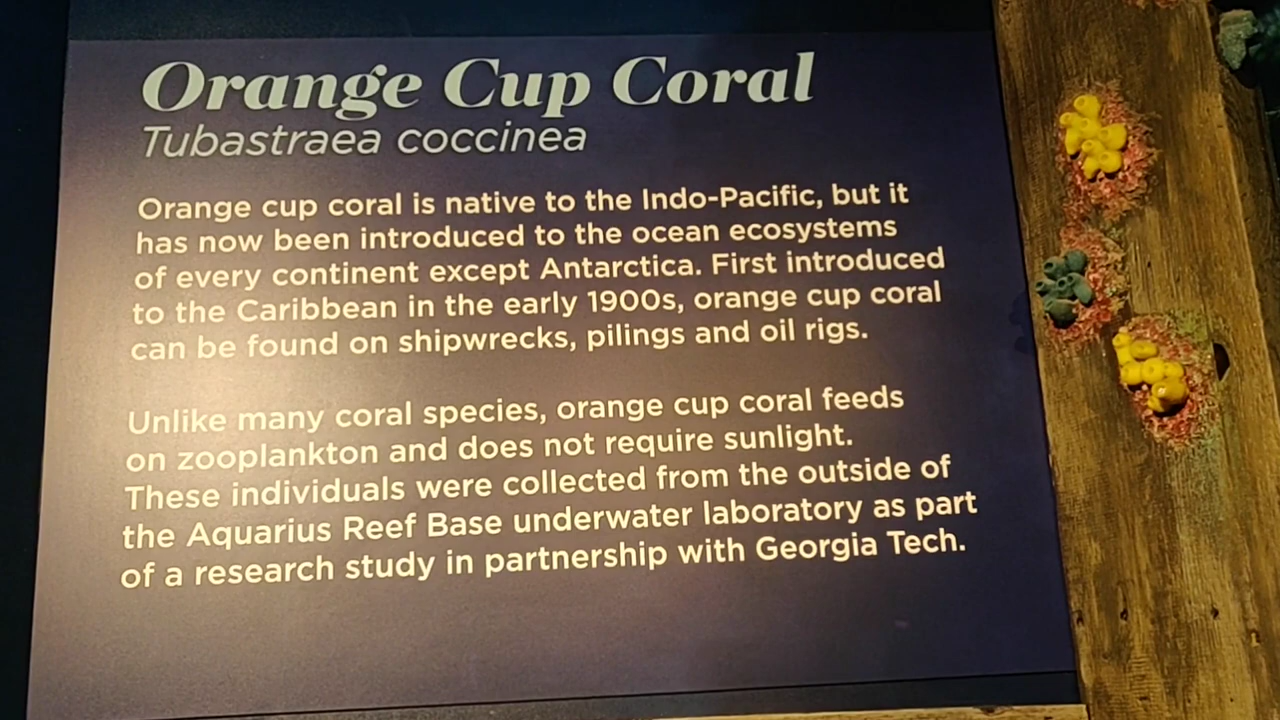 Orange Cup Coral
Tubastraea coccinea
Orange cup coral is native to the Indo-Pacific, but it
has now been introduced to the ocean ecosystems
of every continent except Antarctica. First introduced
to the Caribbean in the early 1900s, orange cup coral
can be found on shipwrecks, pilings and oil rigs.
Unlike many coral species, orange cup coral feeds
on zooplankton and does not require sunlight.
These individuals were collected from the outside of
the Aquarius Reef Base underwater laboratory as part
of a research study in partnership with Georgia Tech.